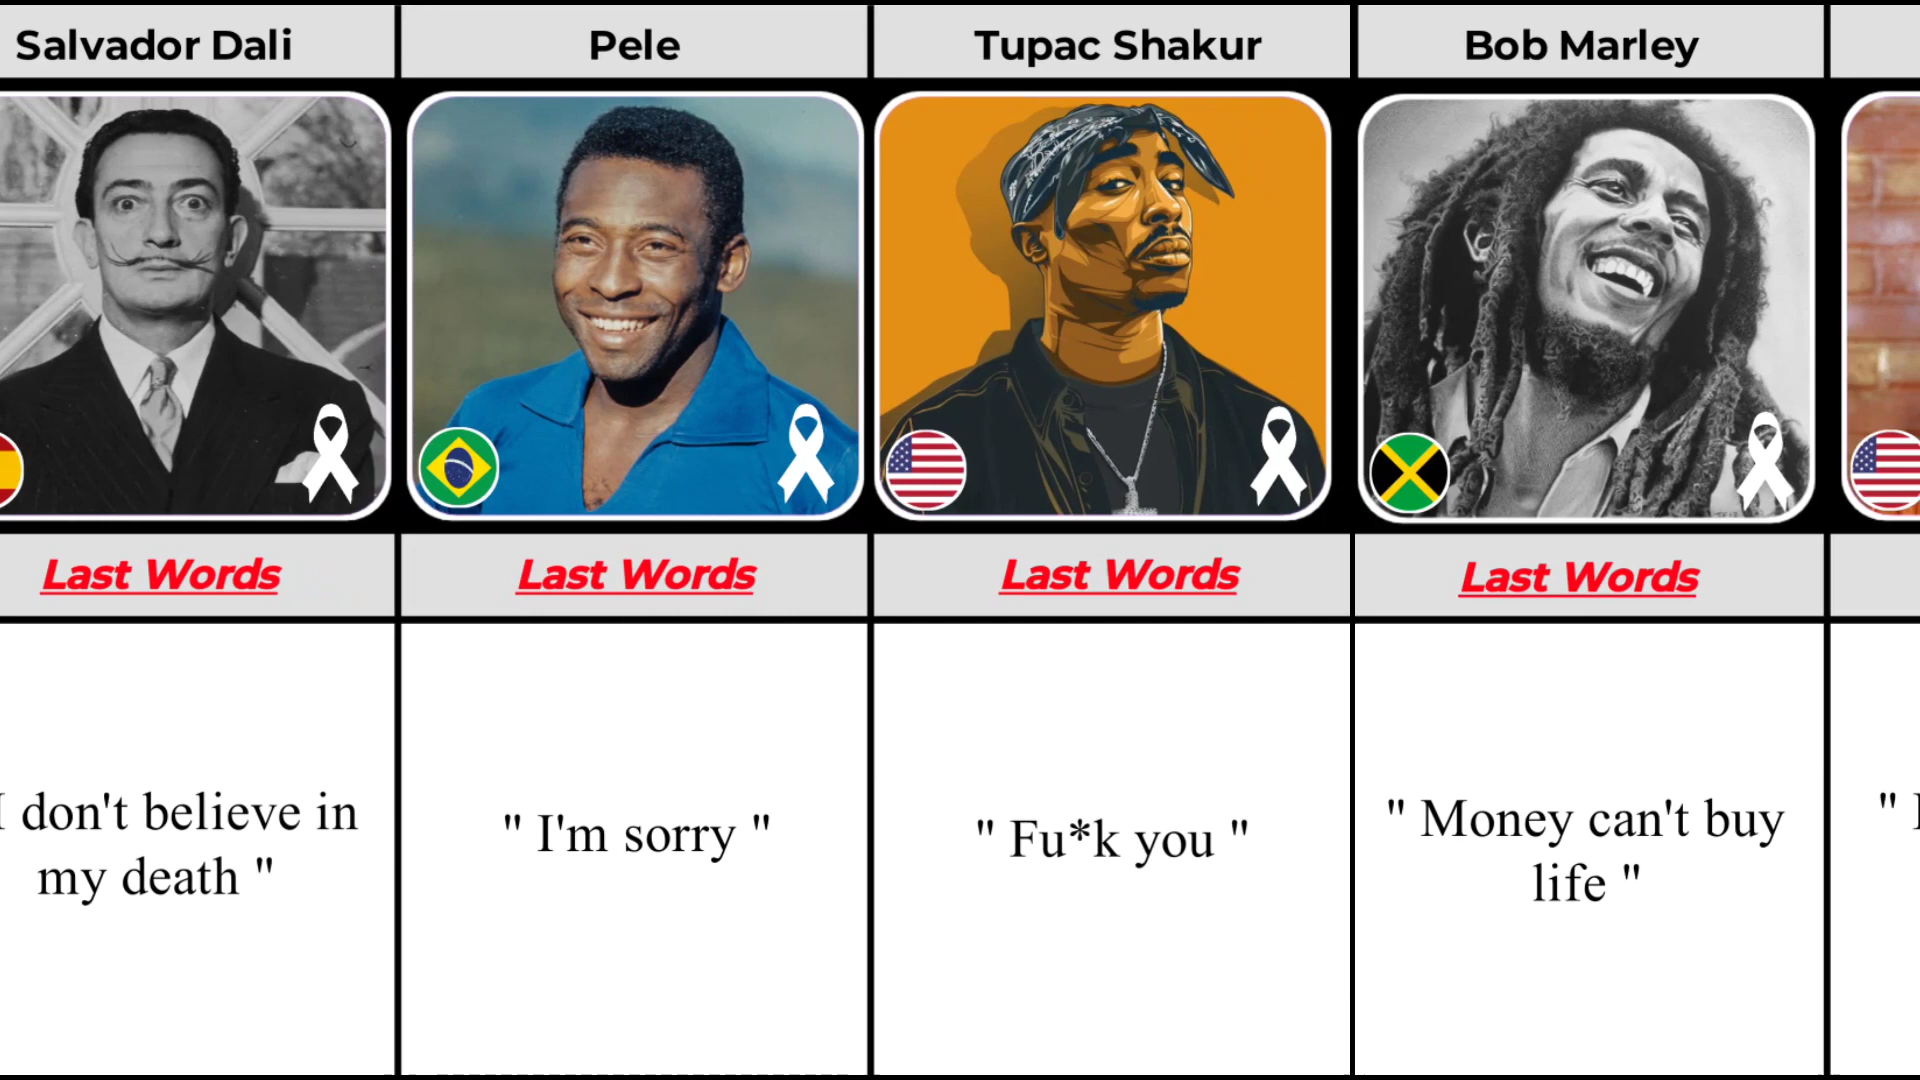 Salvador Dali
Pele
Tupac Shakur
Bob Marley
Last Words
Last Words
Last Words
Last Words
I don't believe in
my death "
" I'm sorry "
" Fu*k you "
" Money can't buy
life "
"